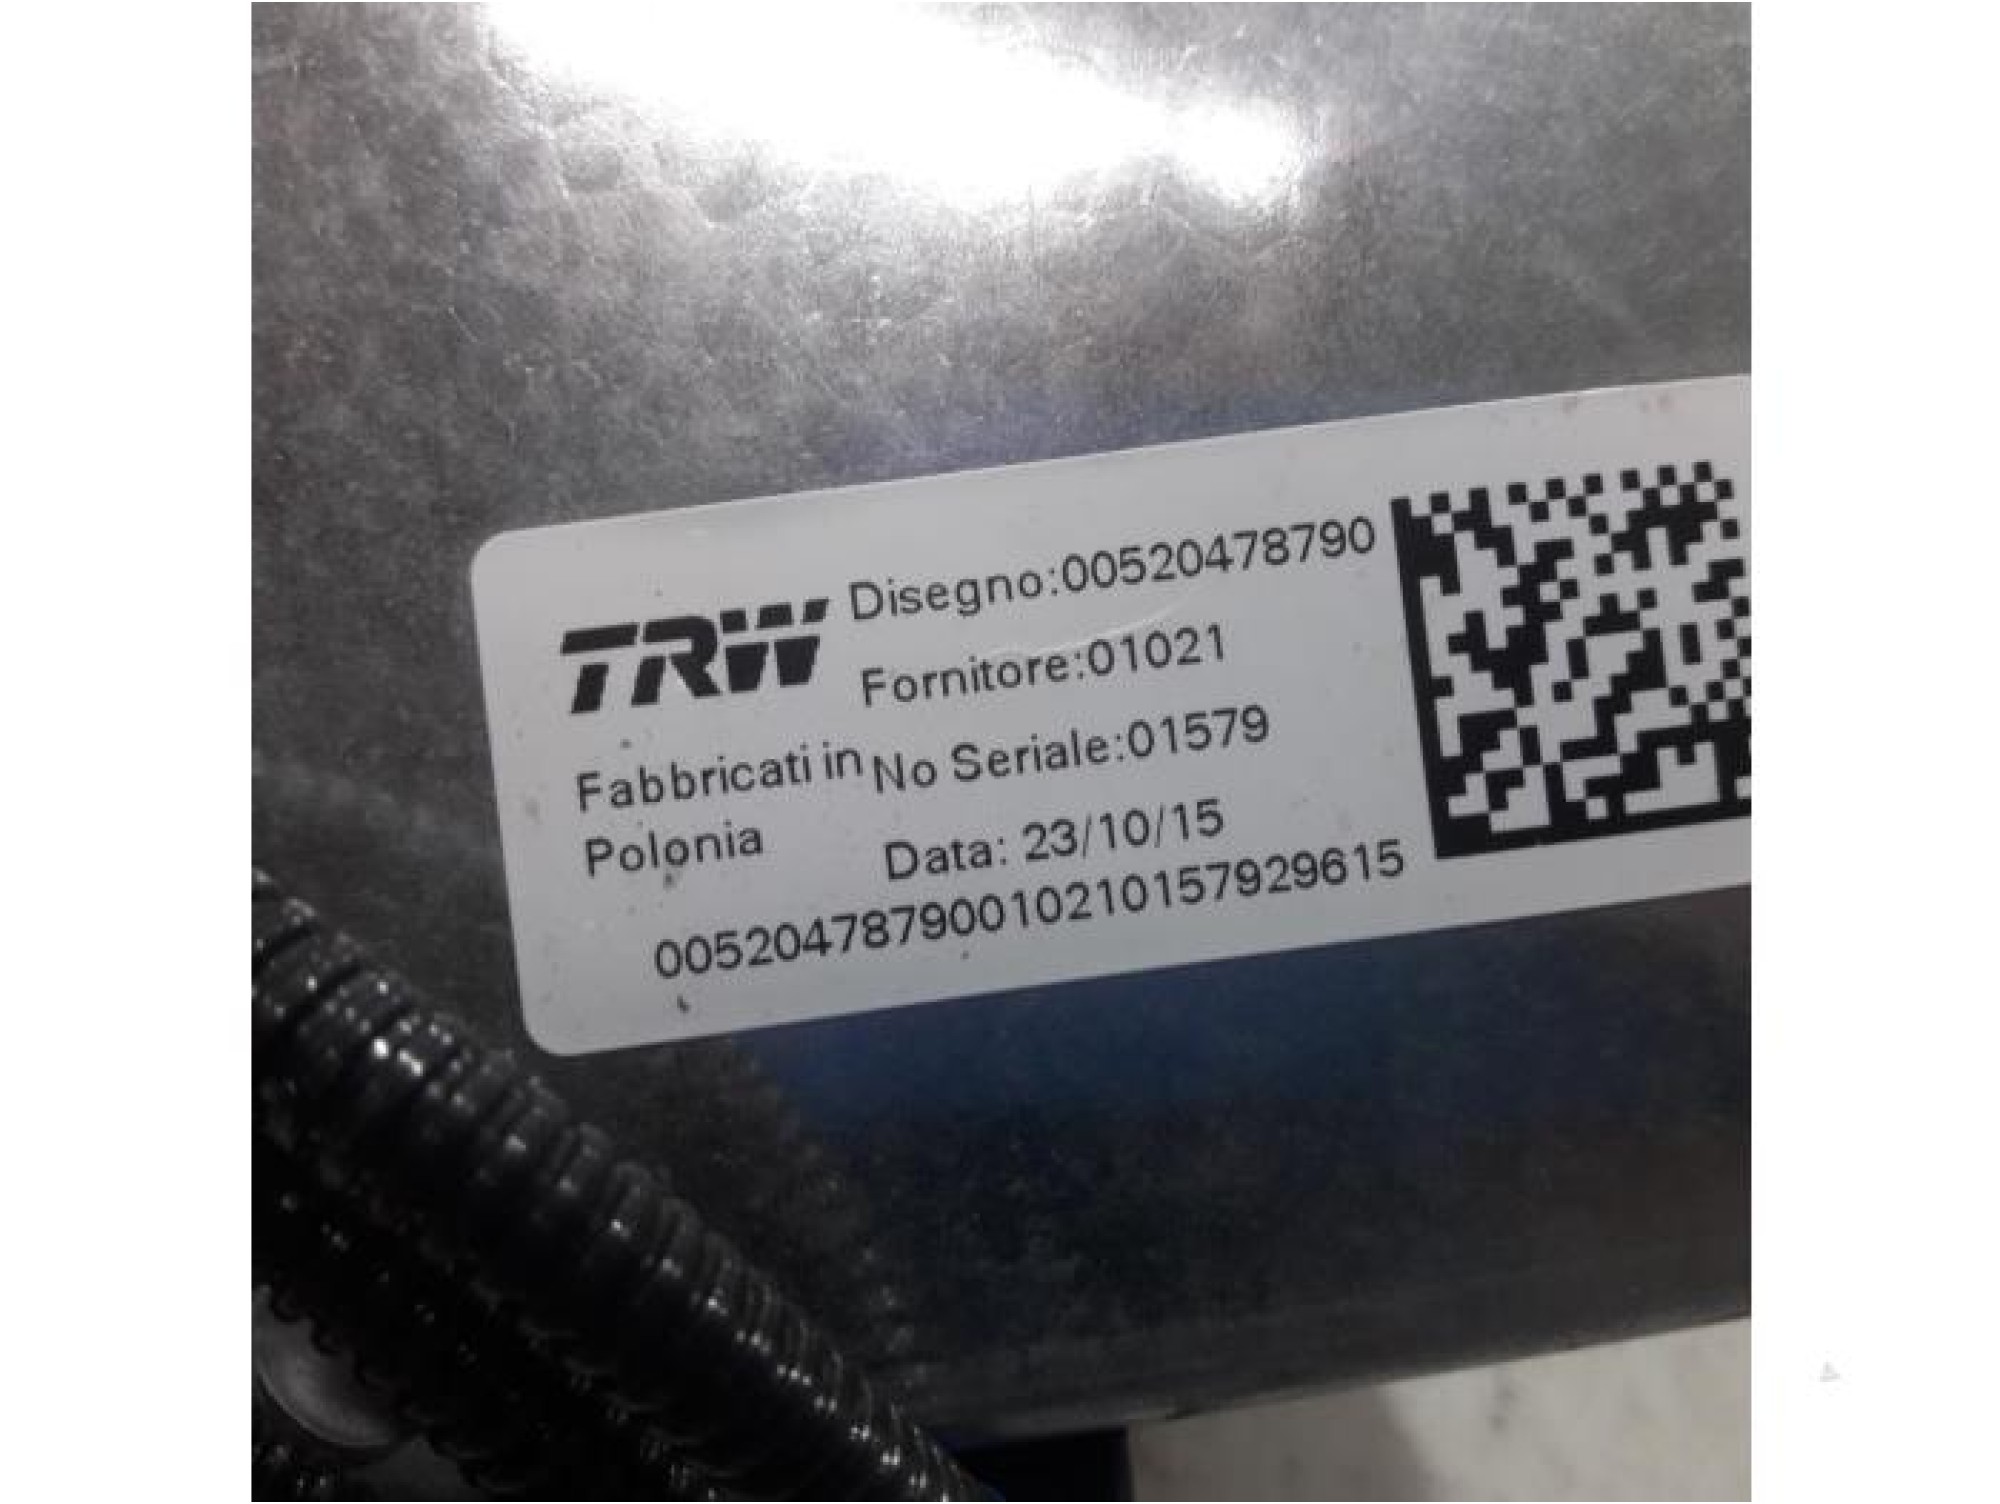 TRW
Disegno:00520478790
Fornitore:01021
Fabbricati in
Polonia
No Seriale:01579
Data: 23/10/15
00520478790010210157929615